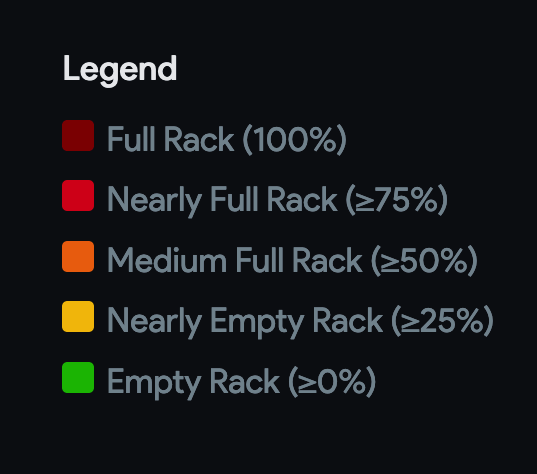 Legend
Full Rack (100%)
Nearly Full Rack (≥75%)
Medium Full Rack (≥50%)
Nearly Empty Rack (≥25%)
Empty Rack (≥0%)